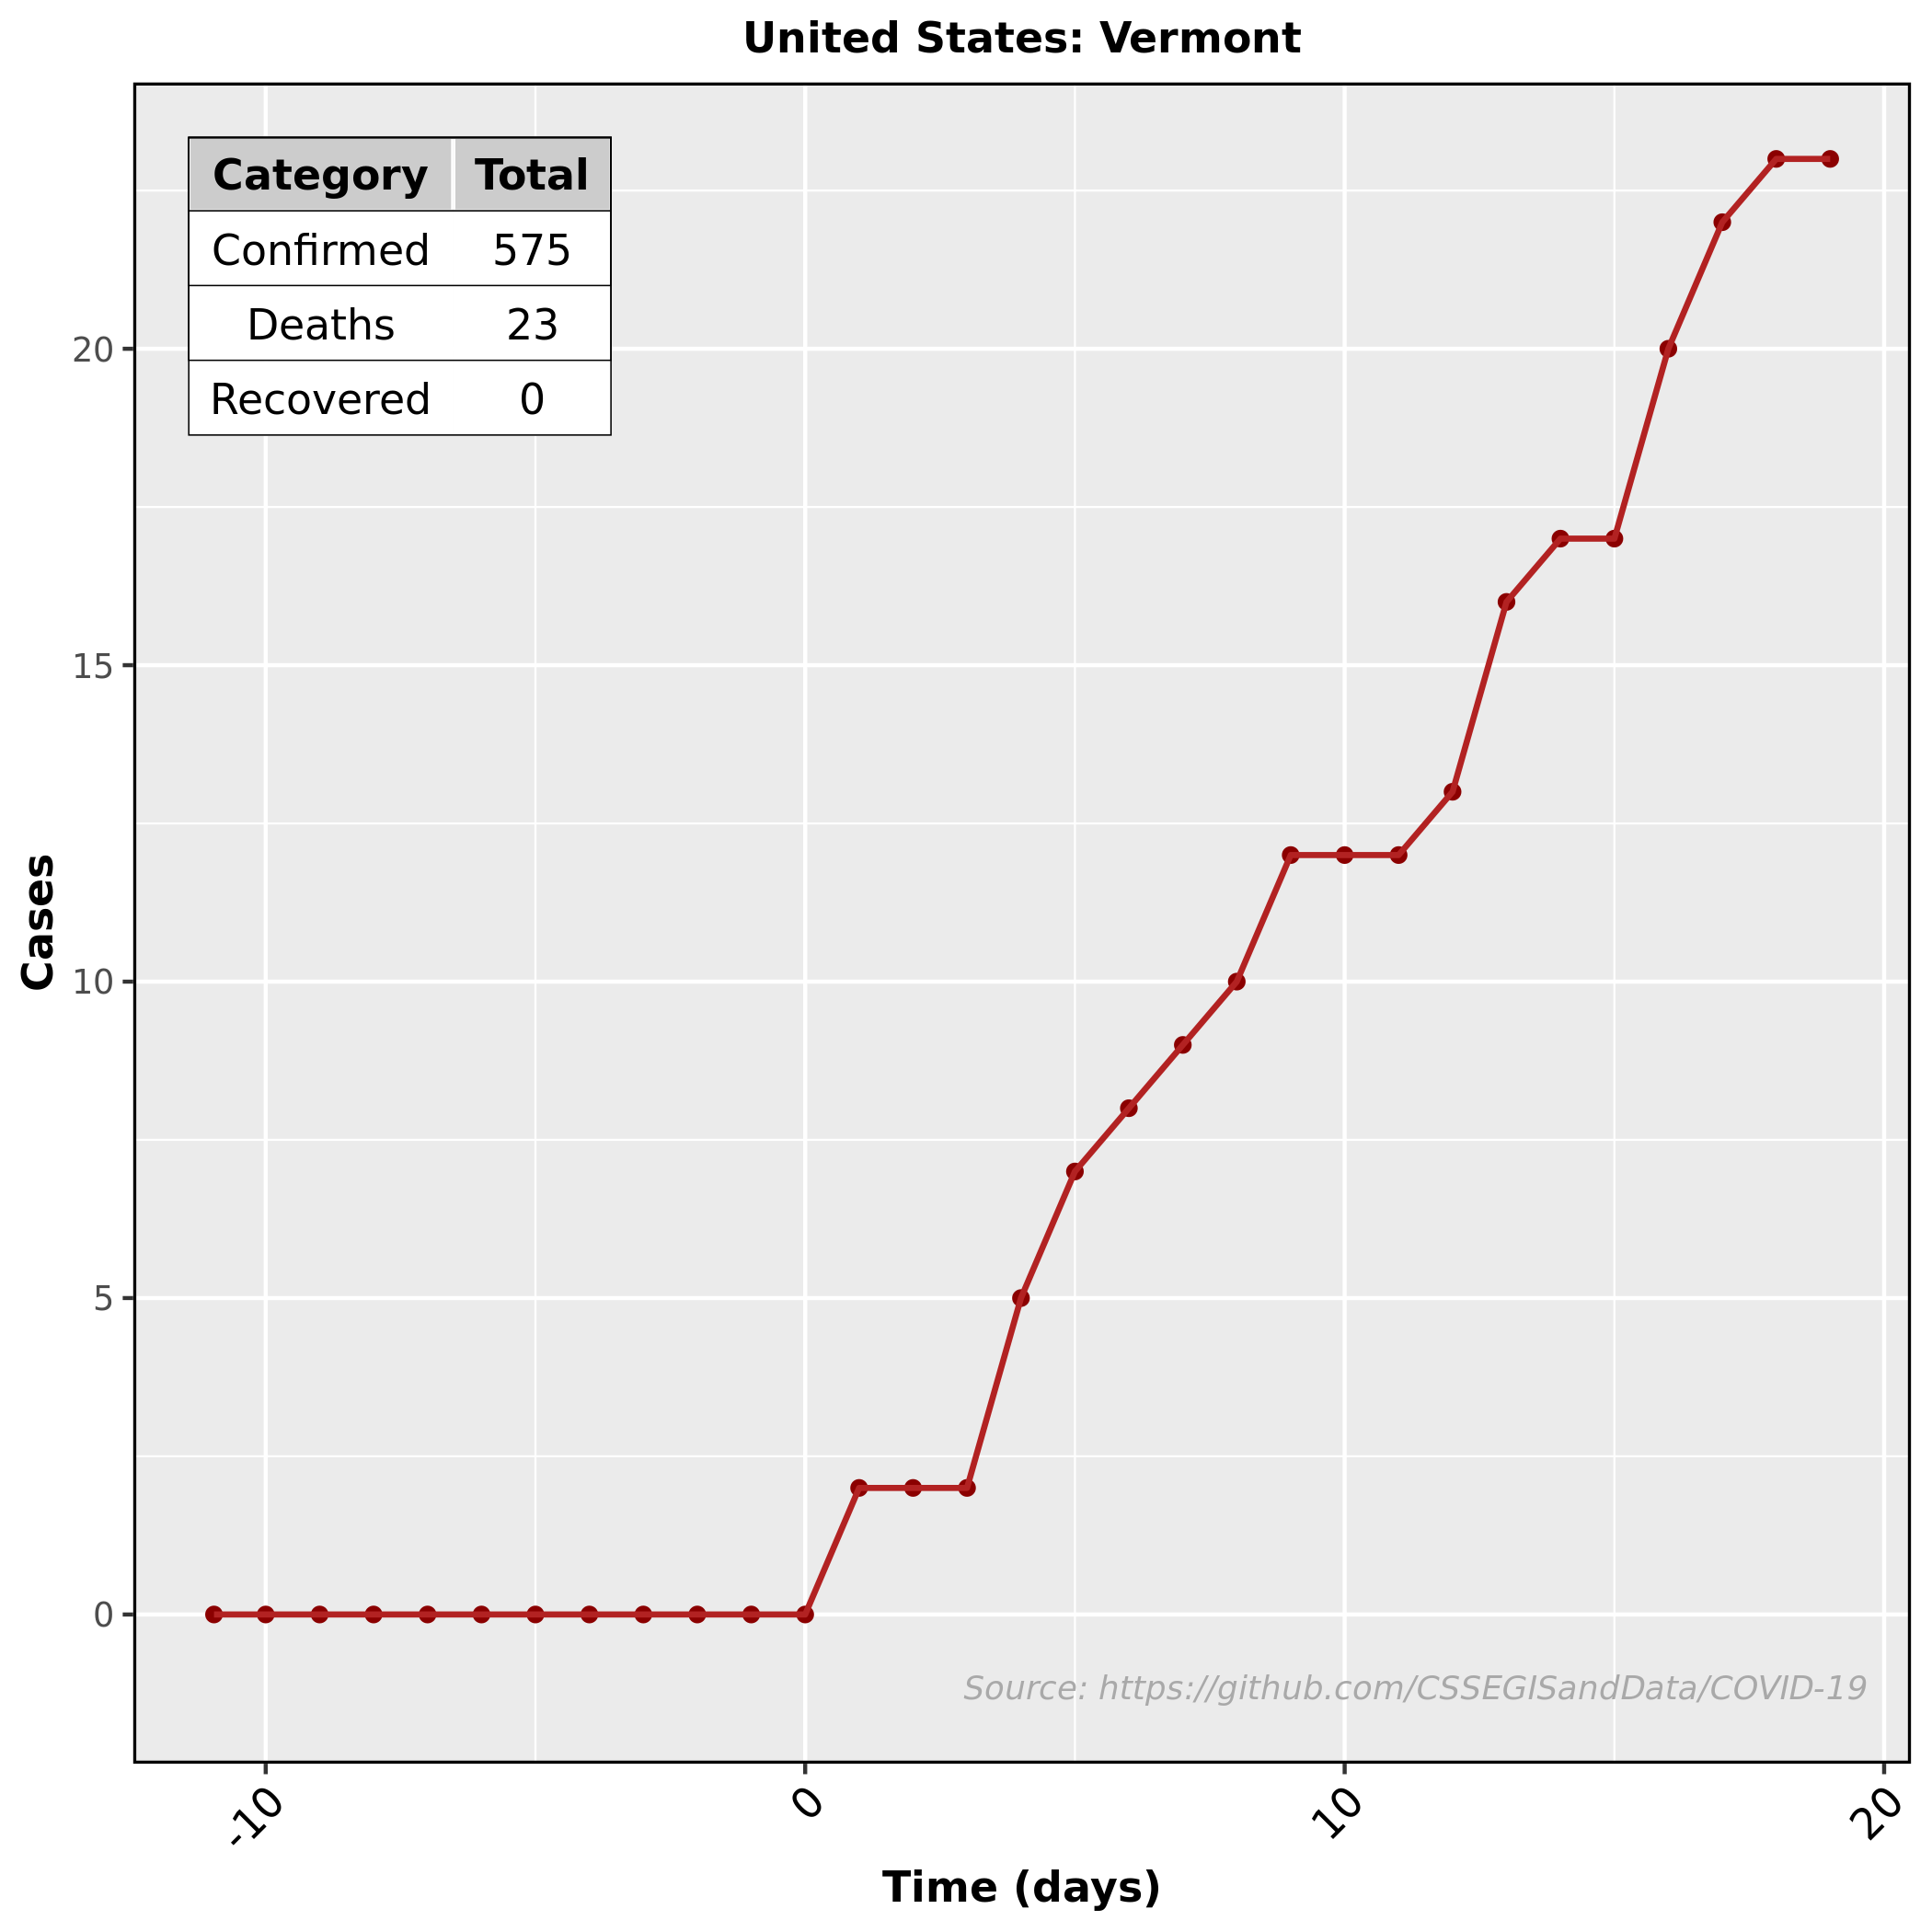 United States: Vermont
Category Total
Confirmed 575
Deaths 23
Recovered 0
20
15
10
5
0
Cases
Source: https://github.com/CSSEGISandData/COVID-19
-10 0 10 20
Time (days)